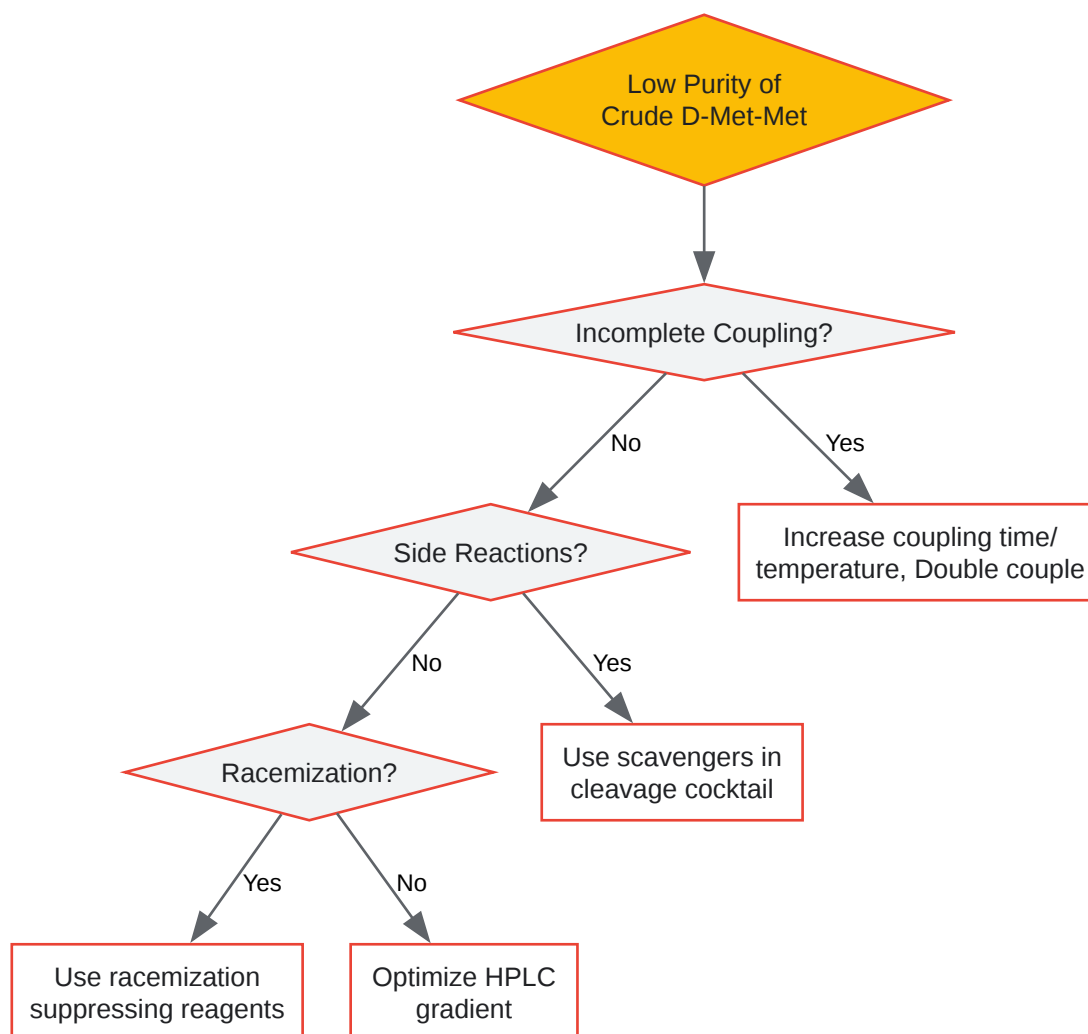 Low Purity of
Crude D-Met-Met
Incomplete Coupling?
No
Yes
Side Reactions?
Increase coupling time/
temperature, Double couple
No
Yes
Racemization?
Use scavengers in
cleavage cocktail
Yes
No
Use racemization
suppressing reagents
Optimize HPLC
gradient